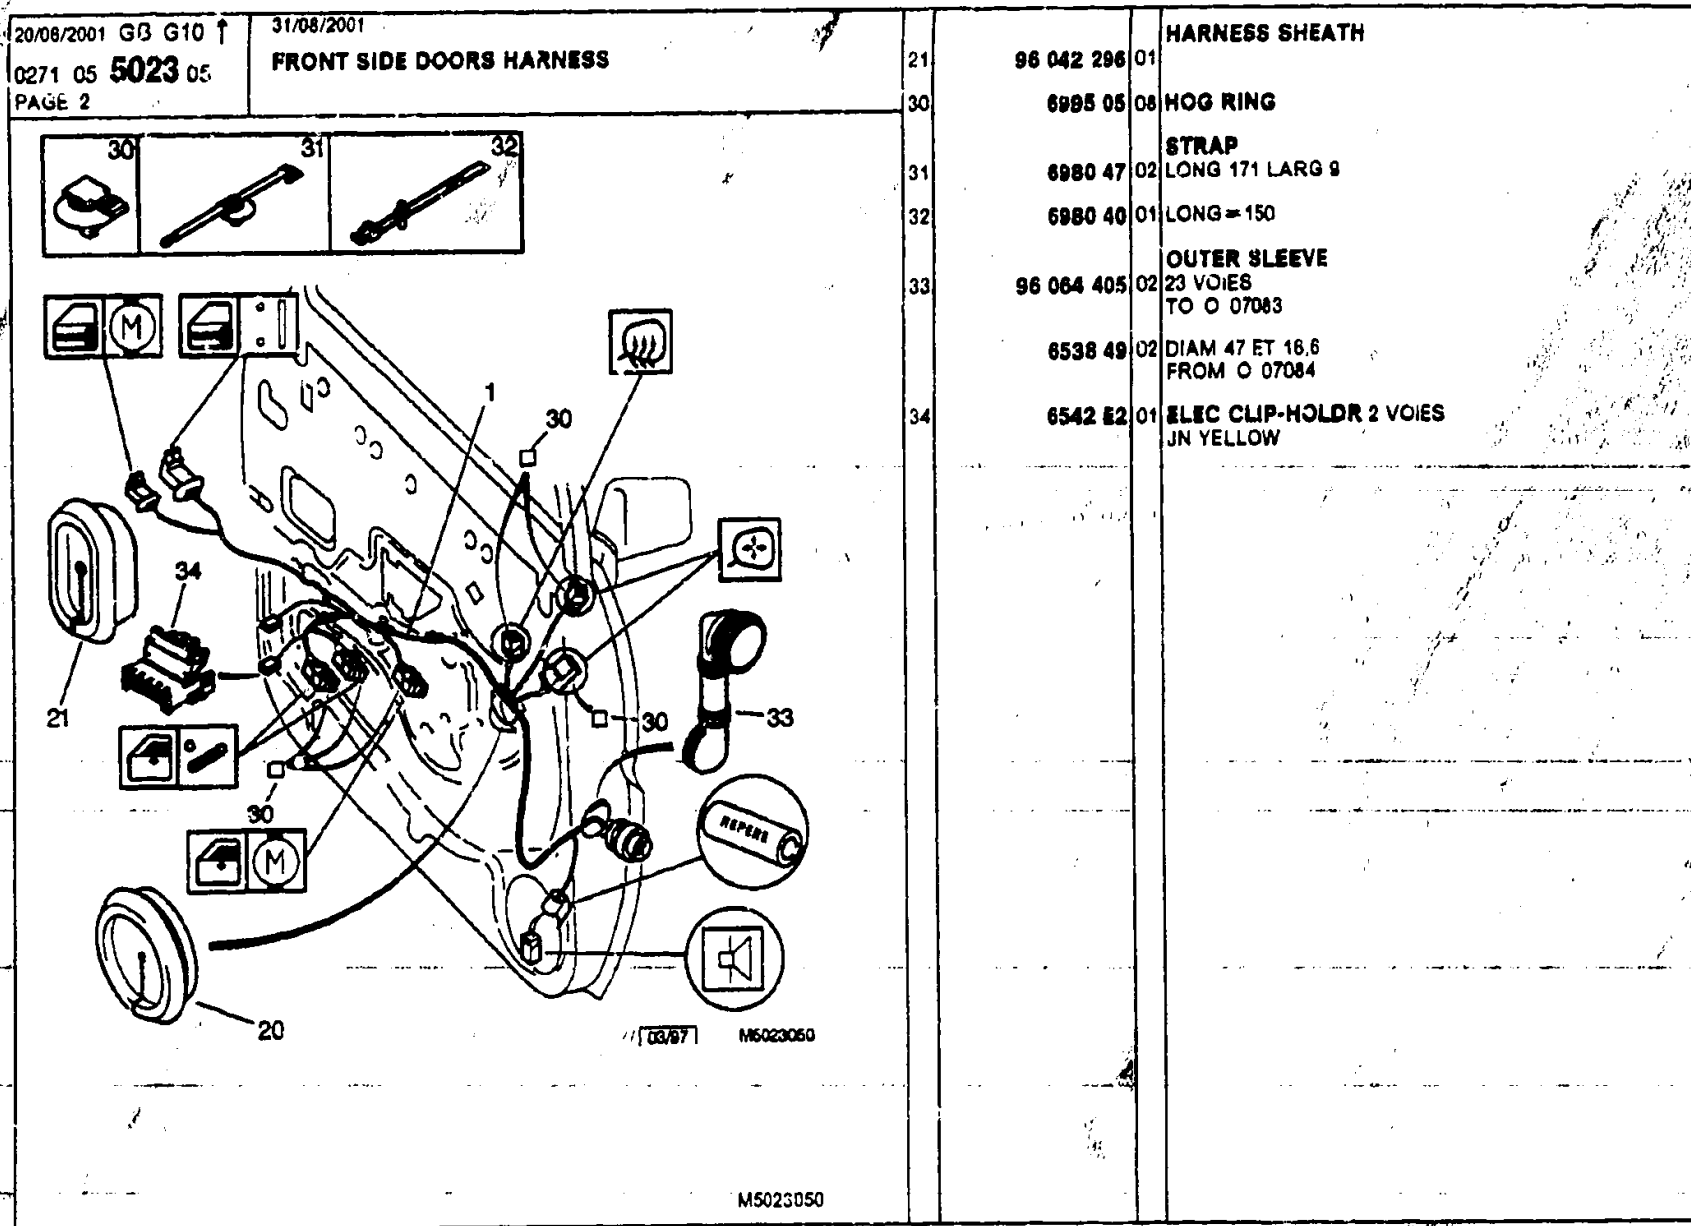 20/08/2001 GB G10 ↑
0271 05 5023 05
PAGE 2
31/08/2001
FRONT SIDE DOORS HARNESS
30
31
32
M
1
30
34
21
30
33
30
M
REPERE
20
03/97
M5023050
M5023050
HARNESS SHEATH
21 96 042 296 01
30 6995 05 08 HOG RING
STRAP
31 6980 47 02 LONG 171 LARG 9
32 6980 40 01 LONG=150
OUTER SLEEVE
33 96 064 405 02 23 VOIES
TO O 07083
6538 49 02 DIAM 47 ET 16,6
FROM O 07084
34 6542 E2 01 ELEC CLIP-HOLDR 2 VOIES
JN YELLOW